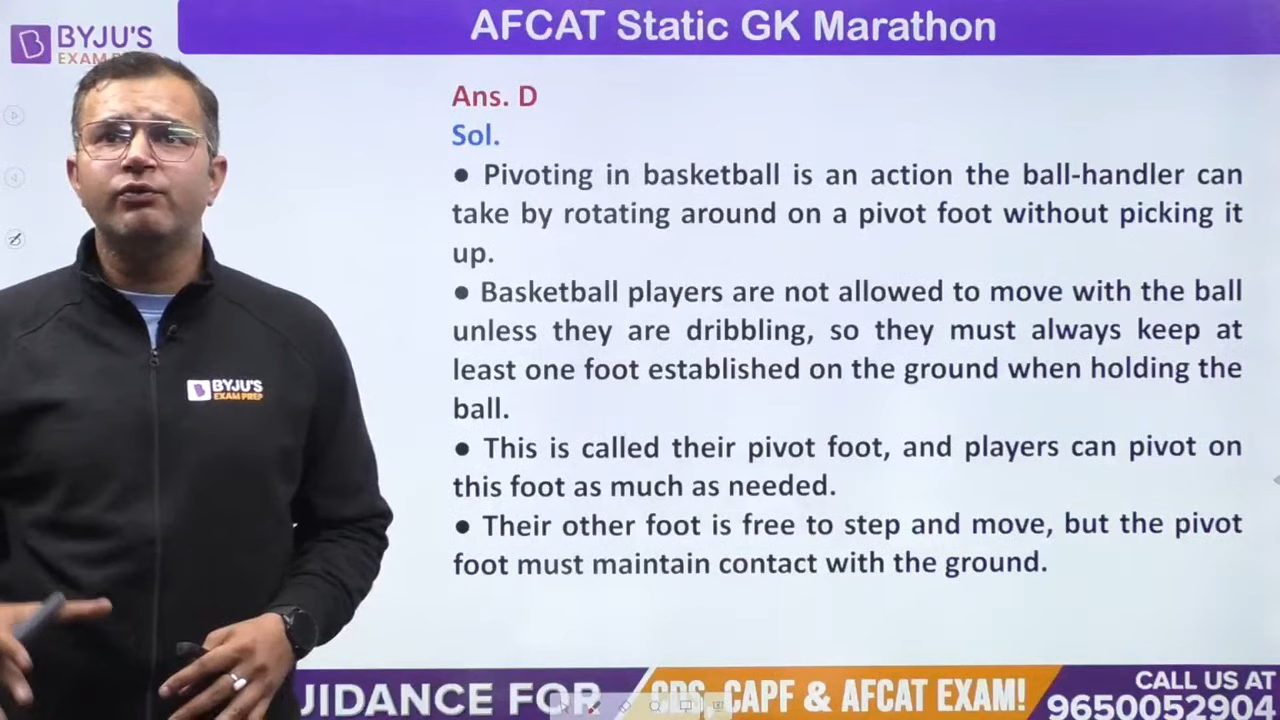 BYJU'S
EXAM PREP
AFCAT Static GK Marathon
Ans. D
Sol.
● Pivoting in basketball is an action the ball-handler can
take by rotating around on a pivot foot without picking it
up.
● Basketball players are not allowed to move with the ball
unless they are dribbling, so they must always keep at
least one foot established on the ground when holding the
ball.
● This is called their pivot foot, and players can pivot on
this foot as much as needed.
● Their other foot is free to step and move, but the pivot
foot must maintain contact with the ground.
BYJU'S
EXAM PREP
UIDANCE FOR
CDS, CAPF & AFCAT EXAM!
CALL US AT
9650052904